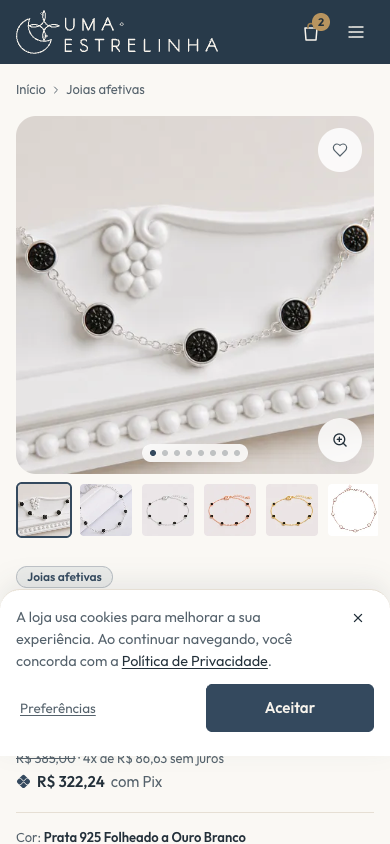 UMA
ESTRELINHA
2
Início > Joias afetivas
Joias afetivas
A loja usa cookies para melhorar a sua
experiência. Ao continuar navegando, você
concorda com a Política de Privacidade.
Preferências
Aceitar
R$ 385,00 · 4x de R$ 86,63 sem juros
R$ 322,24 com Pix
Cor: Prata 925 Folheado a Ouro Branco